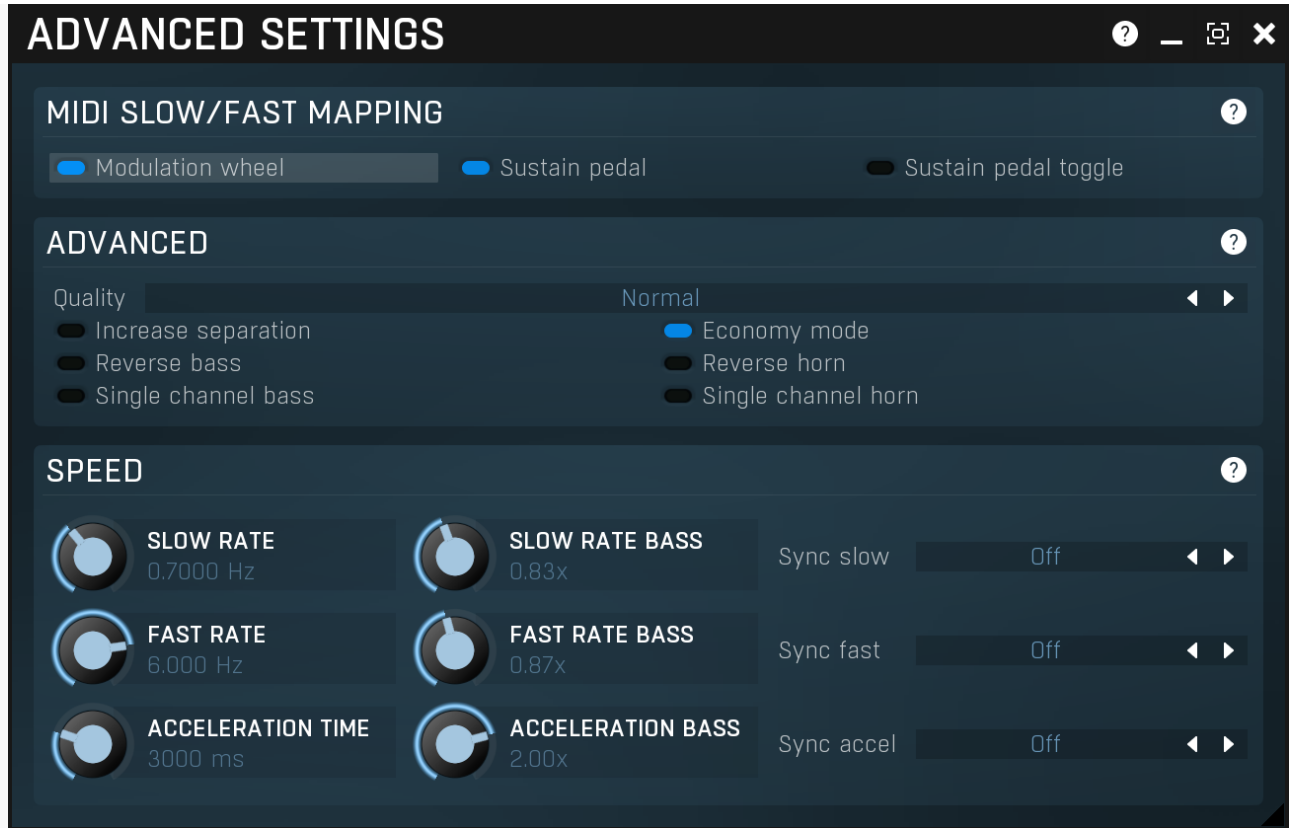 ADVANCED SETTINGS
MIDI SLOW/FAST MAPPING
Modulation wheel Sustain pedal Sustain pedal toggle
ADVANCED
Quality Normal
Increase separation Economy mode
Reverse bass Reverse horn
Single channel bass Single channel horn
SPEED
SLOW RATE SLOW RATE BASS
0.7000 Hz 0.83x
Sync slow Off
FAST RATE FAST RATE BASS
6.000 Hz 0.87x
Sync fast Off
ACCELERATION TIME ACCELERATION BASS
3000 ms 2.00x
Sync accel Off